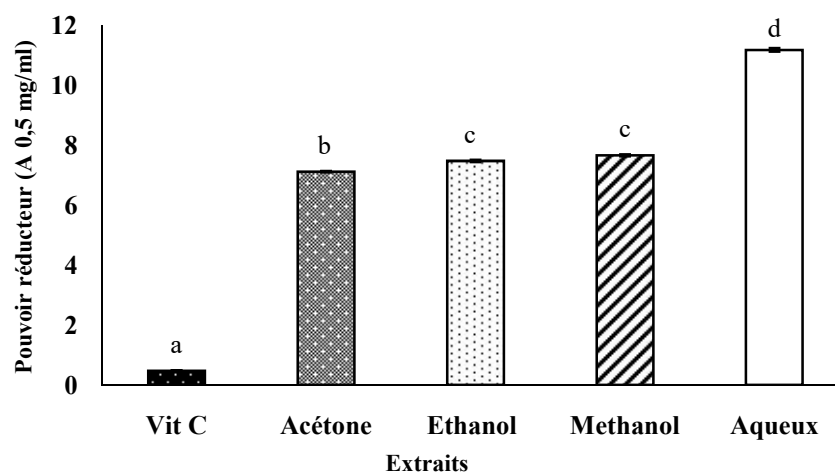 Pouvoir réducteur (A 0,5 mg/ml)
12
10
8
6
4
2
0
a
b
c
c
d
Vit C Acétone Ethanol Methanol Aqueux
Extraits